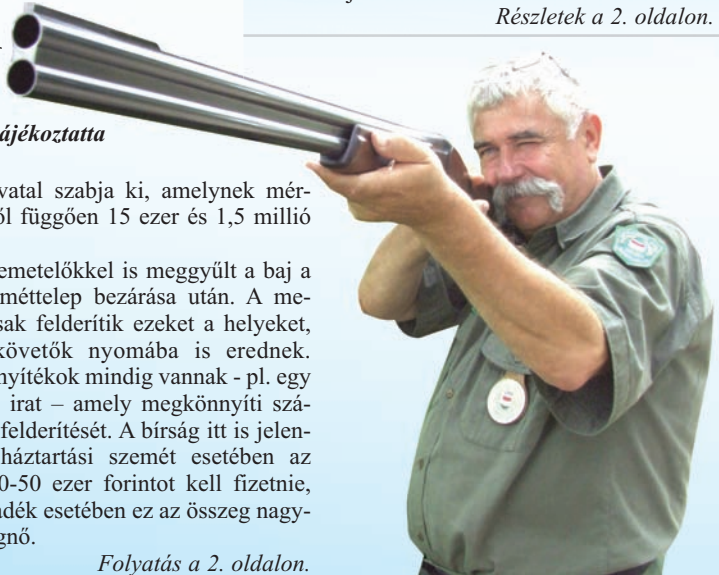 Részletek a 2. oldalon.
ájékoztatta
vatal szabja ki, amelynek mér-
ől függően 15 ezer és 1,5 millió
emetelőkkel is meggyűlt a baj a
méttelep bezárása után. A me-
sak felderítik ezeket a helyeket,
követők nyomába is erednek.
nyítékok mindig vannak - pl. egy
irat – amely megkönnyíti szá-
felderítését. A bírság itt is jelen-
háztartási szemét esetében az
0-50 ezer forintot kell fizetnie,
adék esetében ez az összeg nagy-
gnő.
Folyatás a 2. oldalon.